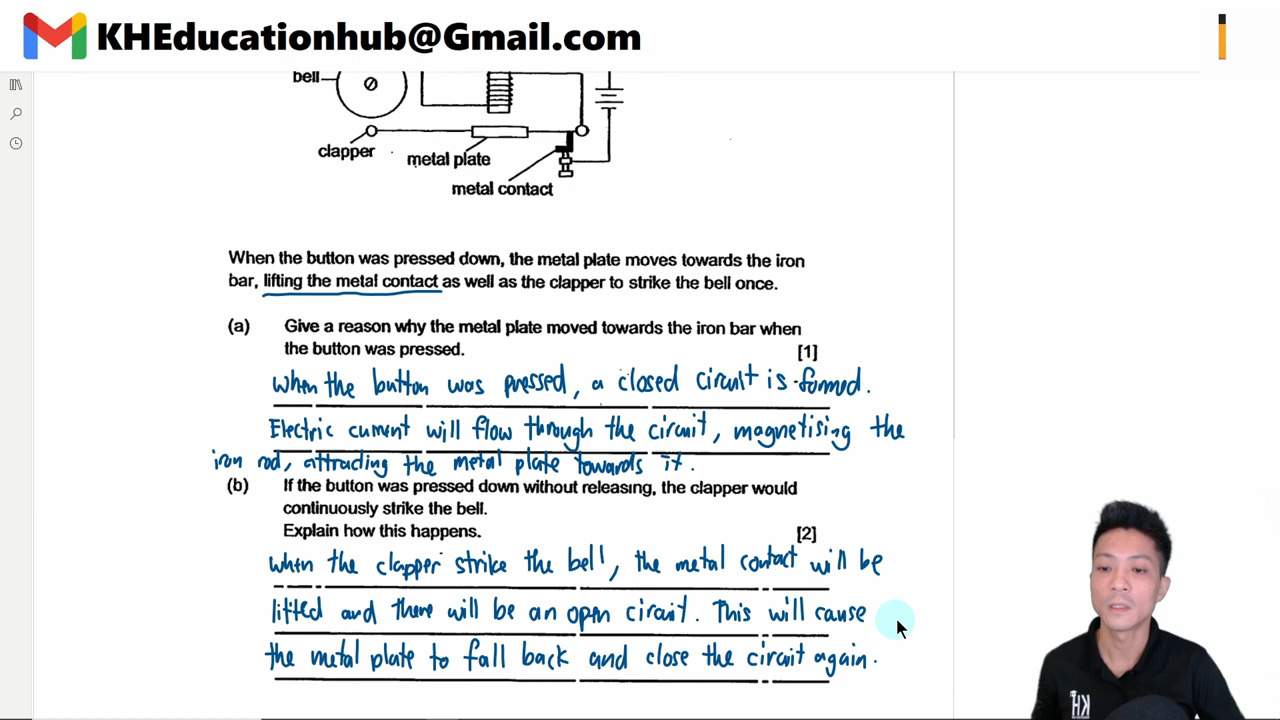 KHEducationhub@Gmail.com
bell
clapper
metal plate
metal contact
When the button was pressed down, the metal plate moves towards the iron
bar, lifting the metal contact as well as the clapper to strike the bell once.
(a) Give a reason why the metal plate moved towards the iron bar when
the button was pressed. [1]
when the button was pressed, a closed circuit is formed.
Electric current will flow through the circuit, magnetising the
iron rod, attracting the metal plate towards it.
(b) If the button was pressed down without releasing, the clapper would
continuously strike the bell.
Explain how this happens. [2]
when the clapper strike the bell, the metal contact will be
lifted and there will be an open circuit. This will cause
the metal plate to fall back and close the circuit again.
KH